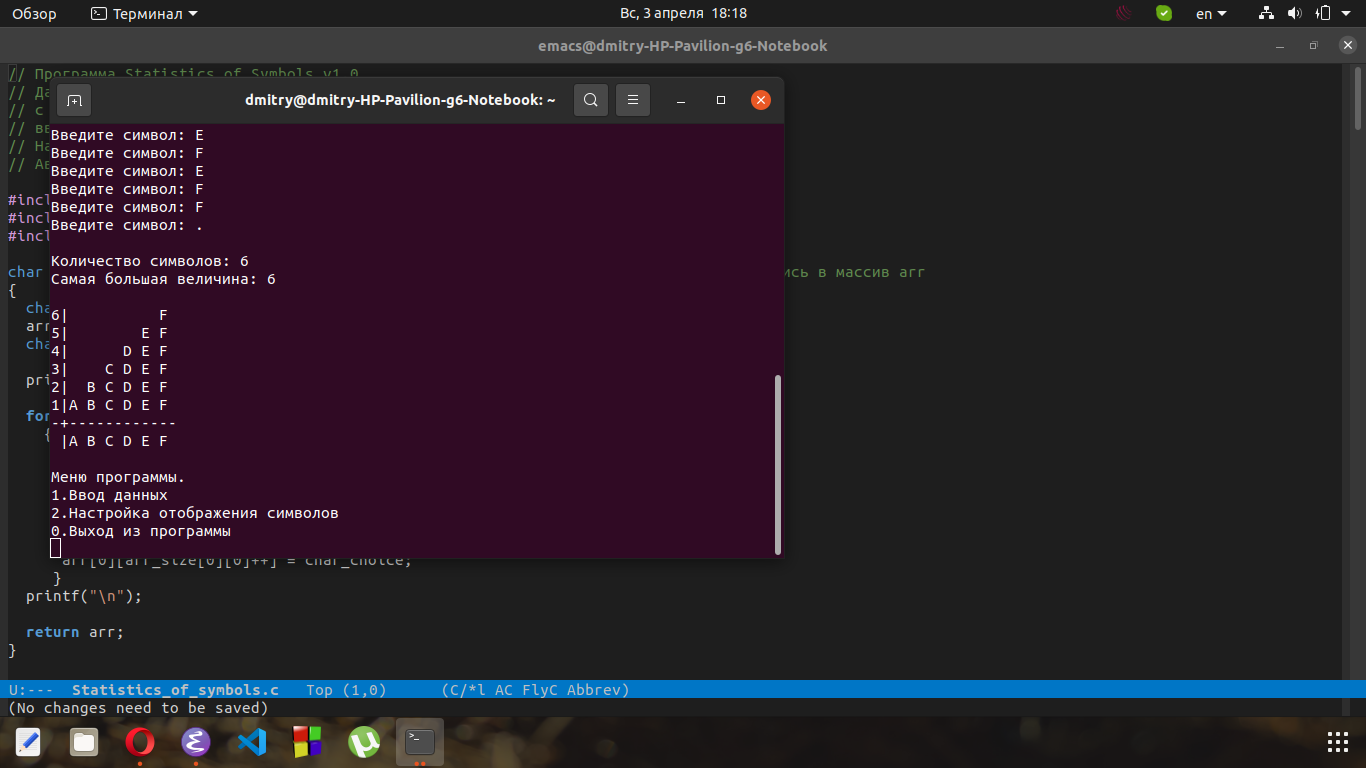 Обзор Терминал Вс, 3 апреля 18:18 en
emacs@dmitry-HP-Pavilion-g6-Notebook
// Программа Statistics of Symbols v1.0
// Да
// с
// вв
// На
// Ав
#incl
#incl
#incl
char ись в массив arr
{
cha
arr
cha
pri
for
{
arr[0][arr_size[0][0]++] = char_choice;
}
printf("\n");
return arr;
}
dmitry@dmitry-HP-Pavilion-g6-Notebook: ~
Введите символ: E
Введите символ: F
Введите символ: E
Введите символ: F
Введите символ: F
Введите символ: .
Количество символов: 6
Самая большая величина: 6
6|          F
5|        E F
4|      D E F
3|    C D E F
2|  B C D E F
1|A B C D E F
-+------------
 |A B C D E F
Меню программы.
1.Ввод данных
2.Настройка отображения символов
0.Выход из программы
U:--- Statistics_of_symbols.c Top (1,0) (C/*l AC FlyC Abbrev)
(No changes need to be saved)
>_